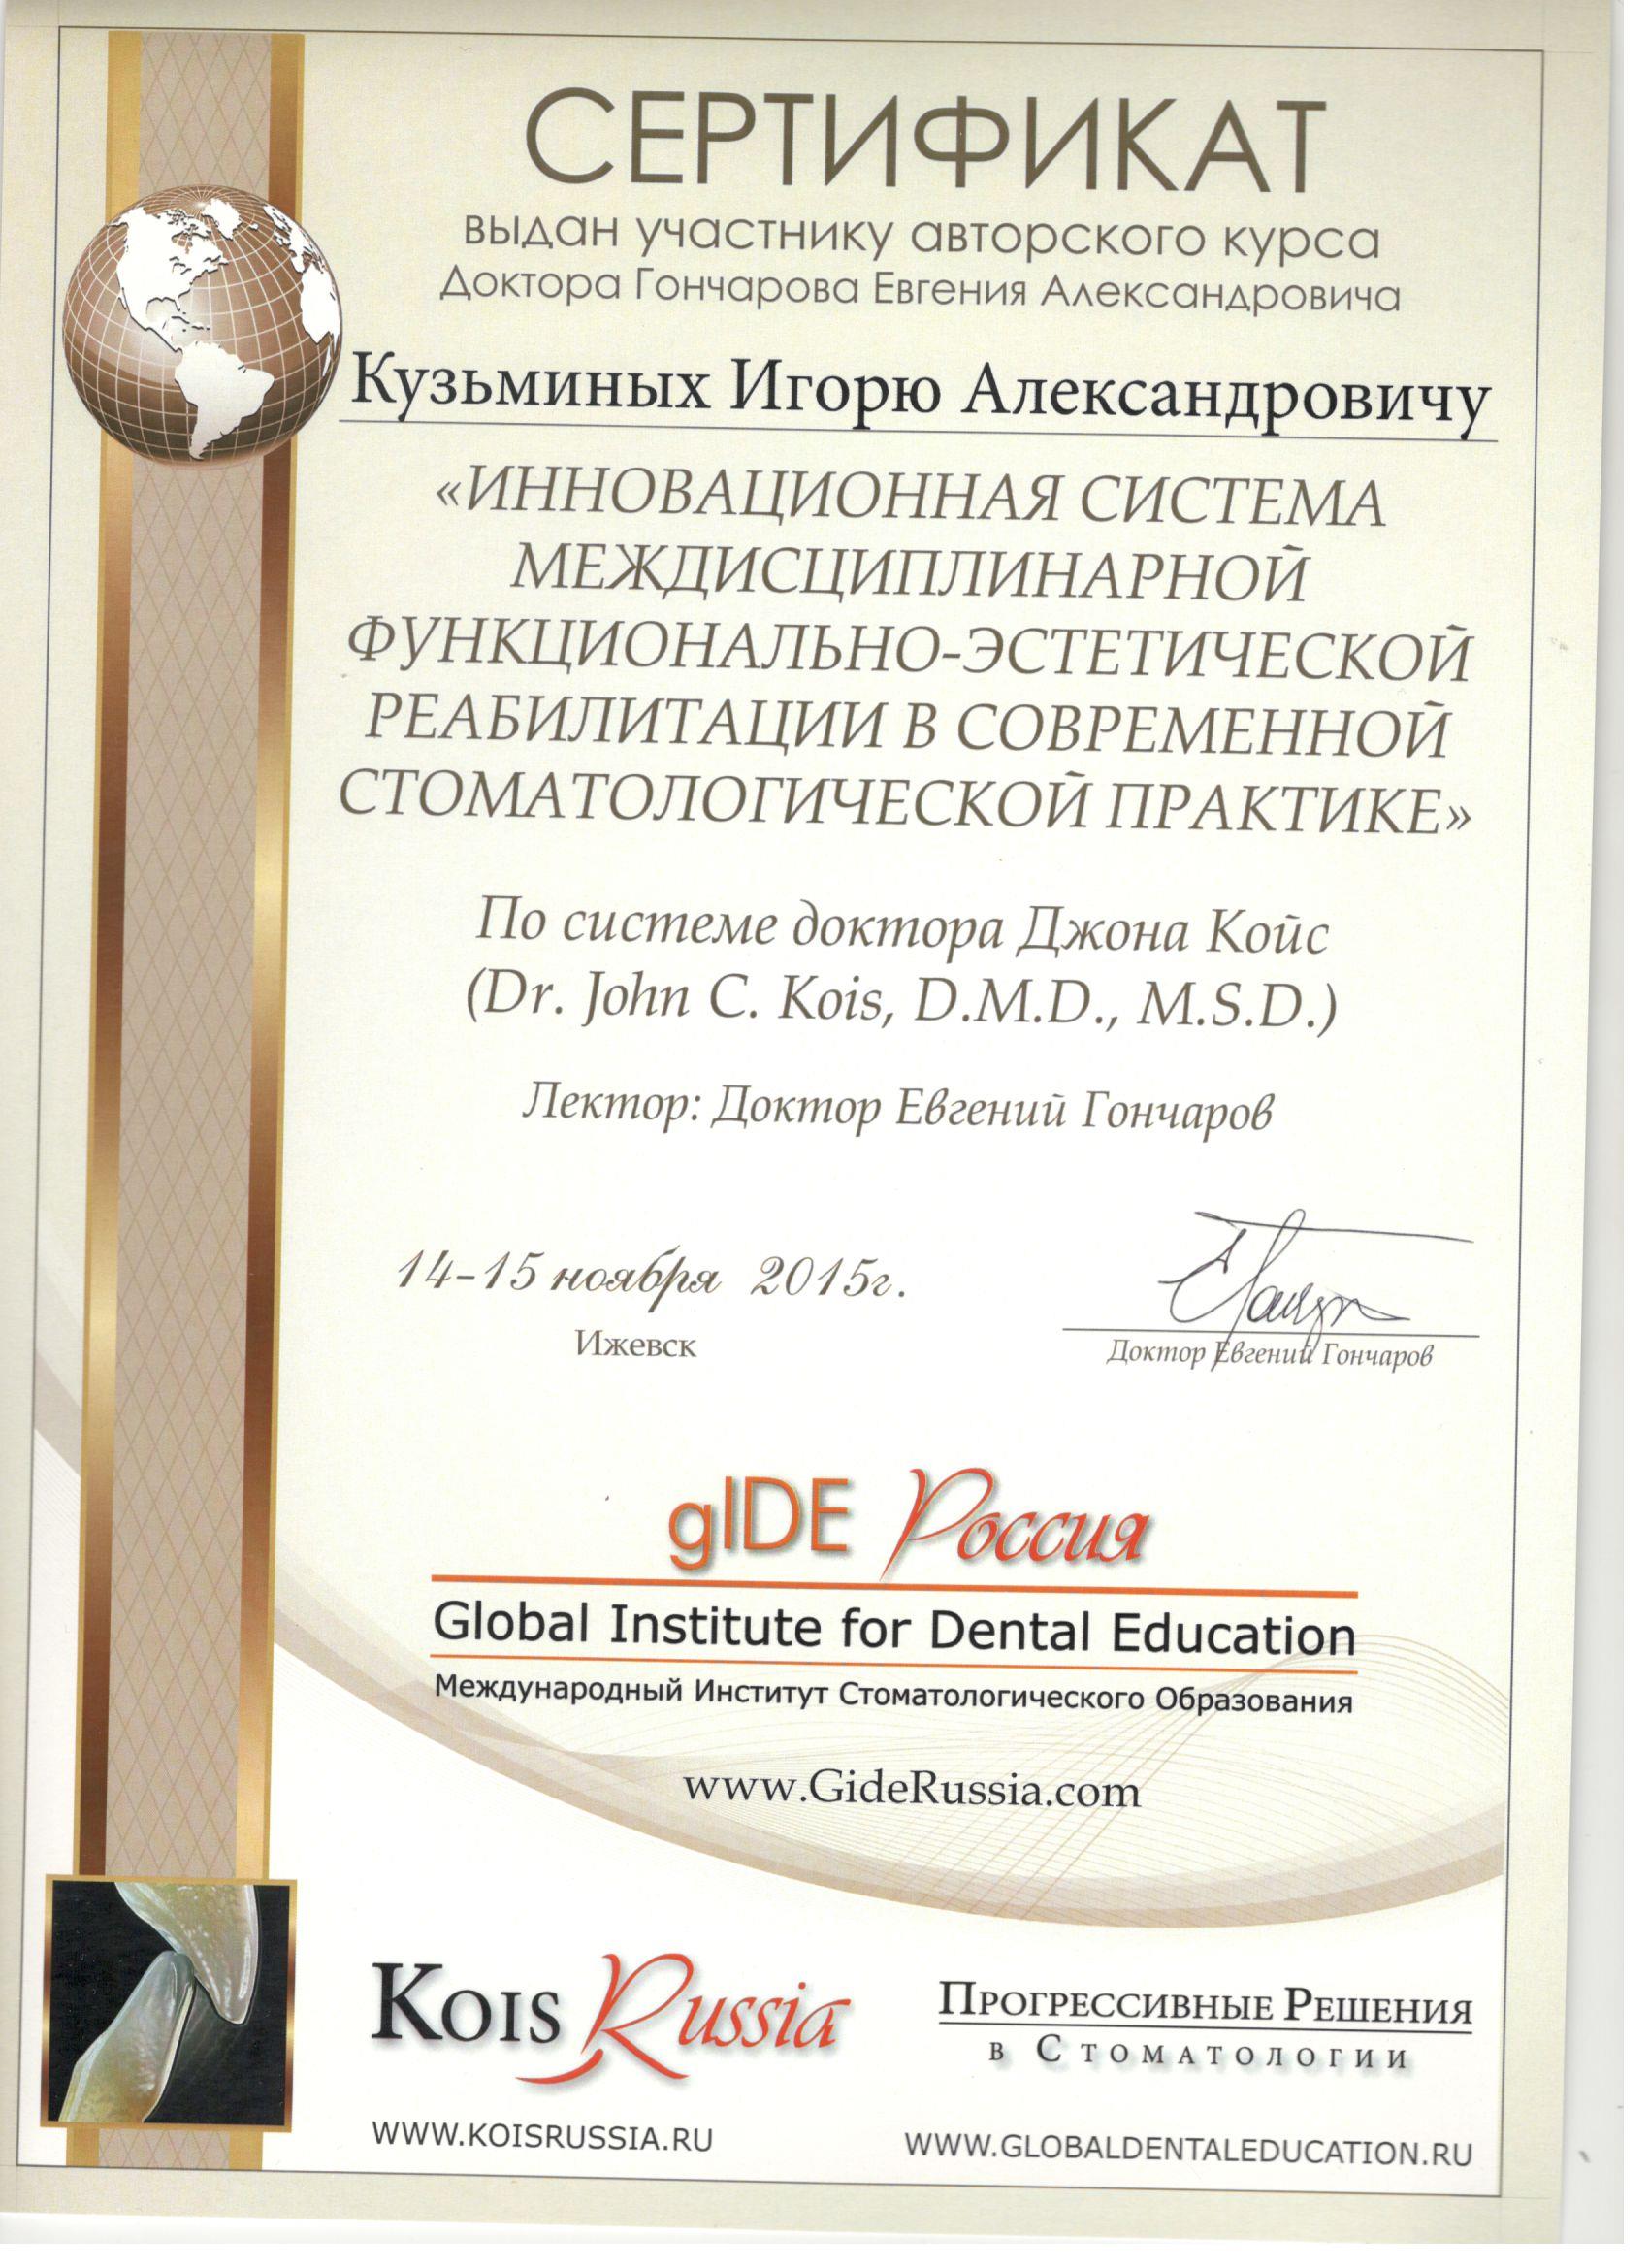 СЕРТИФИКАТ
выдан участнику авторского курса
Доктора Гончарова Евгения Александровича
Кузьминых Игорю Александровичу
«ИННОВАЦИОННАЯ СИСТЕМА
МЕЖДИСЦИПЛИНАРНОЙ
ФУНКЦИОНАЛЬНО-ЭСТЕТИЧЕСКОЙ
РЕАБИЛИТАЦИИ В СОВРЕМЕННОЙ
СТОМАТОЛОГИЧЕСКОЙ ПРАКТИКЕ»
По системе доктора Джона Койс
(Dr. John C. Kois, D.M.D., M.S.D.)
Лектор: Доктор Евгений Гончаров
14-15 ноября 2015г.
Ижевск
Доктор Евгений Гончаров
gIDE Россия
Global Institute for Dental Education
Международный Институт Стоматологического Образования
www.GideRussia.com
KOIS Russia
ПРОГРЕССИВНЫЕ РЕШЕНИЯ
В СТОМАТОЛОГИИ
WWW.KOISRUSSIA.RU
WWW.GLOBALDENTALEDUCATION.RU